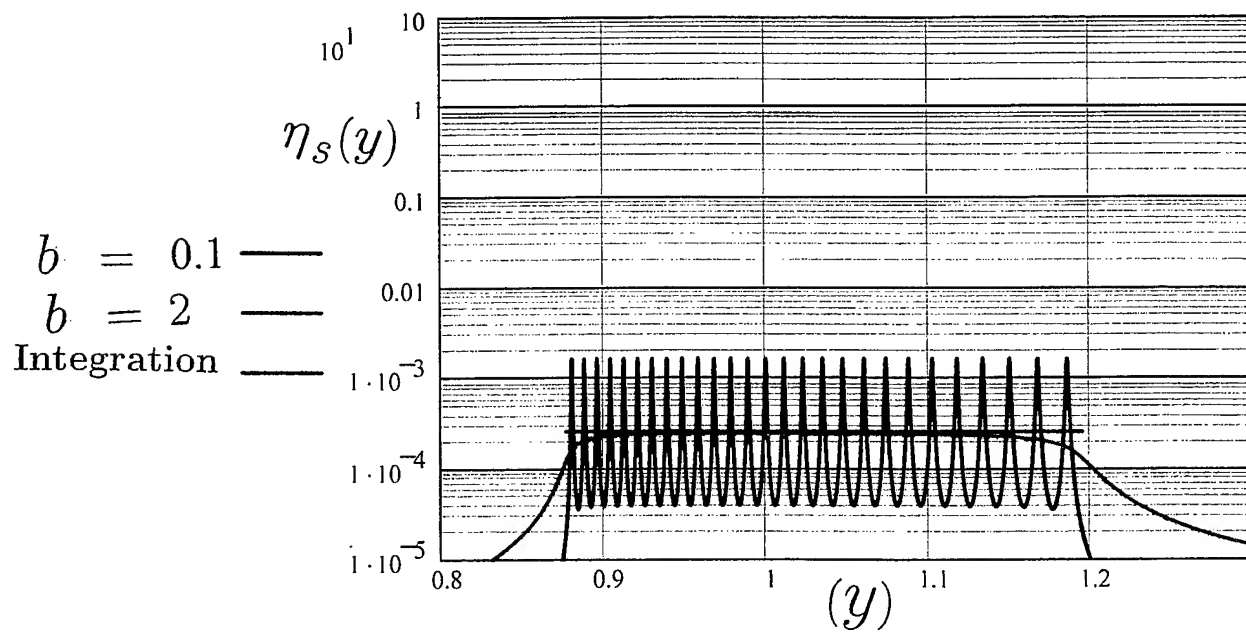 10¹
10
1
ηₛ(y)
0.1
b = 0.1
0.01
b = 2
Integration
1·10⁻³
1·10⁻⁴
1·10⁻⁵
0.8 0.9 1 1.1 1.2
(y)